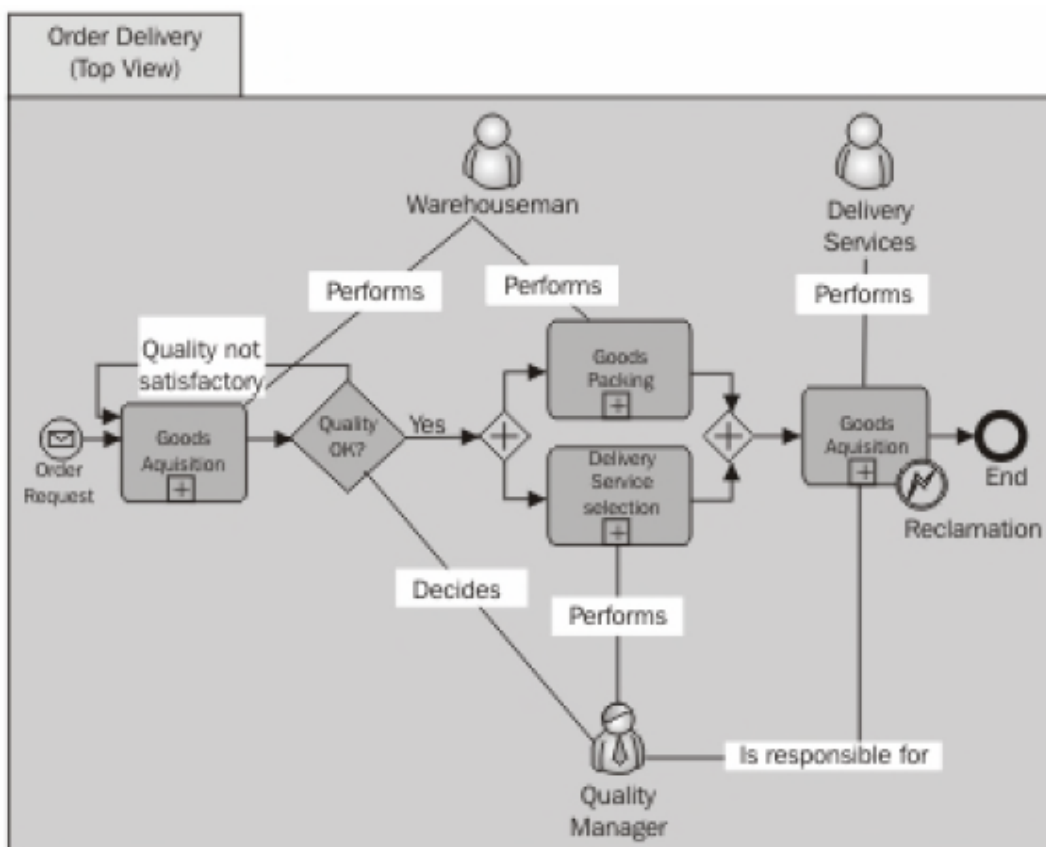 Order Delivery
(Top View)
Warehouseman
Delivery
Services
Performs
Performs
Performs
Quality not
satisfactory
Goods
Packing
Order
Request
Goods
Aquisition
Quality
OK?
Yes
Delivery
Service
selection
Goods
Aquisition
End
Reclamation
Decides
Performs
Is responsible for
Quality
Manager